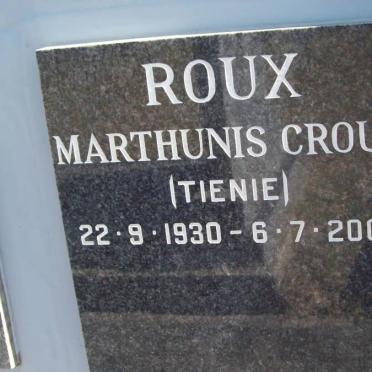 ROUX
MARTHUNIS CROU
(TIENIE)
22·9·1930 – 6·7·200